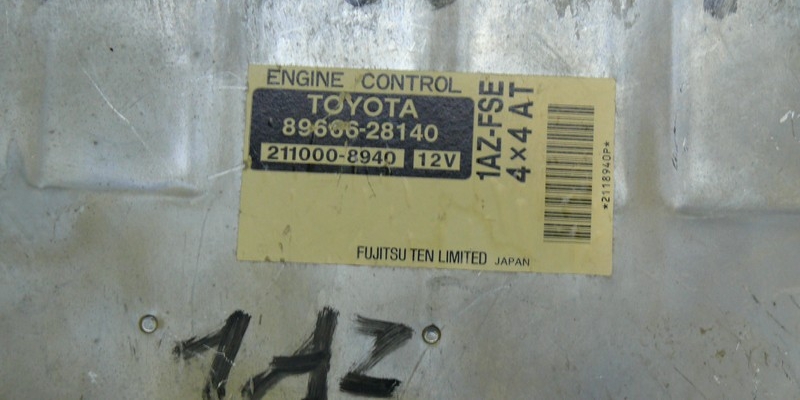 ENGINE CONTROL
TOYOTA
89666-28140
211000-8940 12V
1AZ-FSE
4×4 AT
*2118940P*
FUJITSU TEN LIMITED JAPAN
1AZ